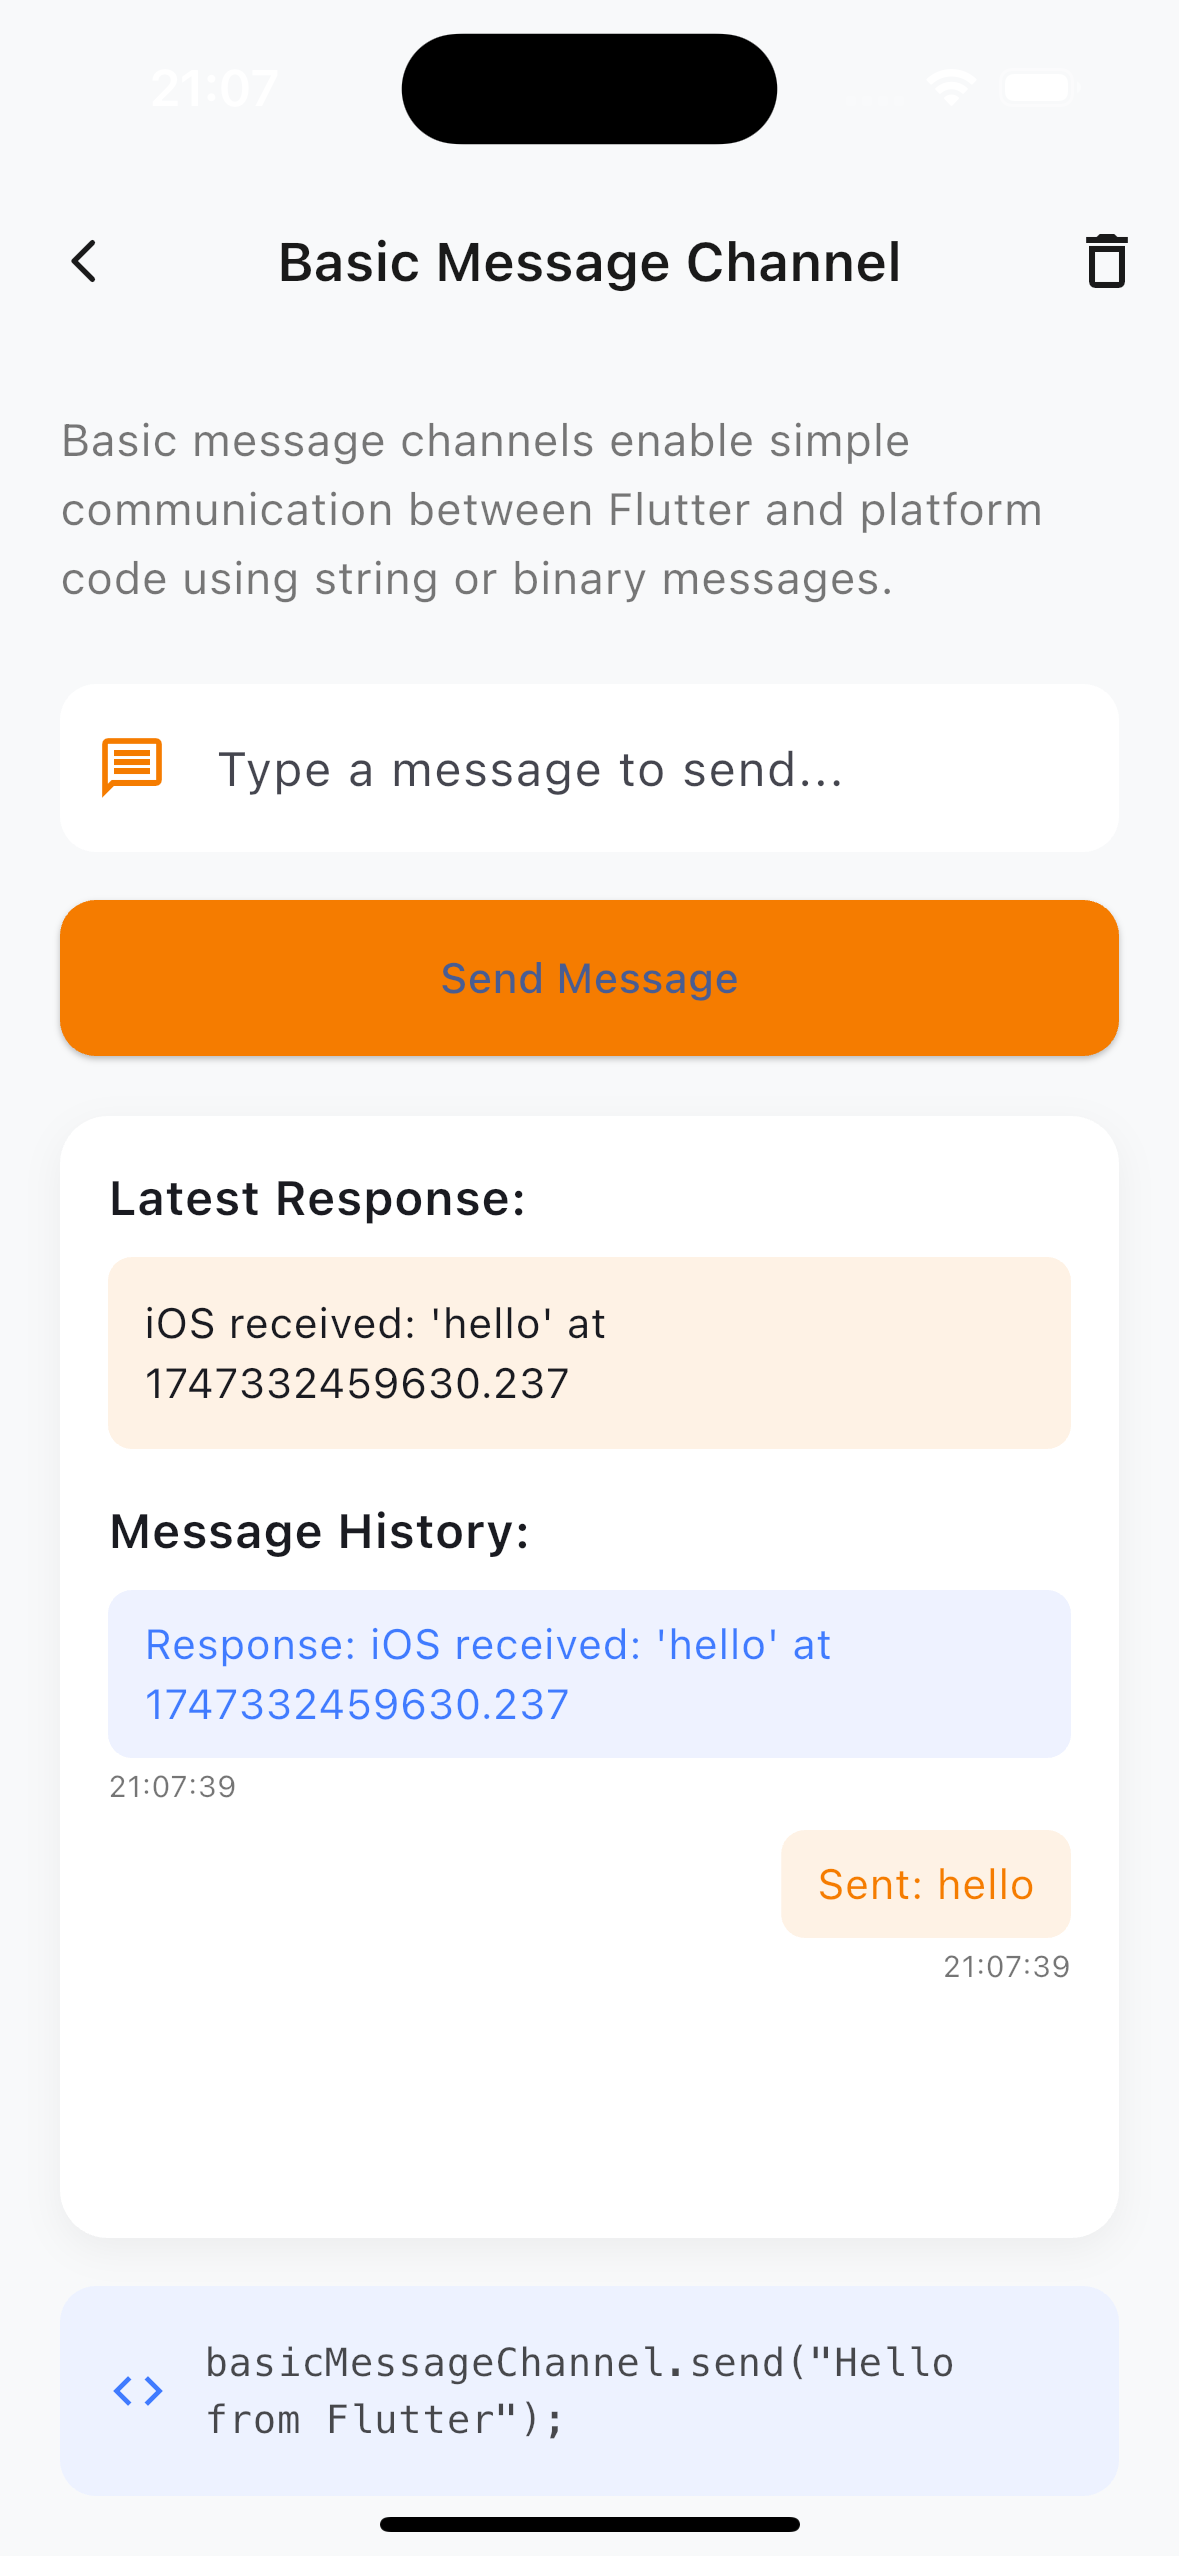 21:07
Basic Message Channel
Basic message channels enable simple
communication between Flutter and platform
code using string or binary messages.
Type a message to send...
Send Message
Latest Response:
iOS received: 'hello' at
1747332459630.237
Message History:
Response: iOS received: 'hello' at
1747332459630.237
21:07:39
Sent: hello
21:07:39
basicMessageChannel.send("Hello
from Flutter");